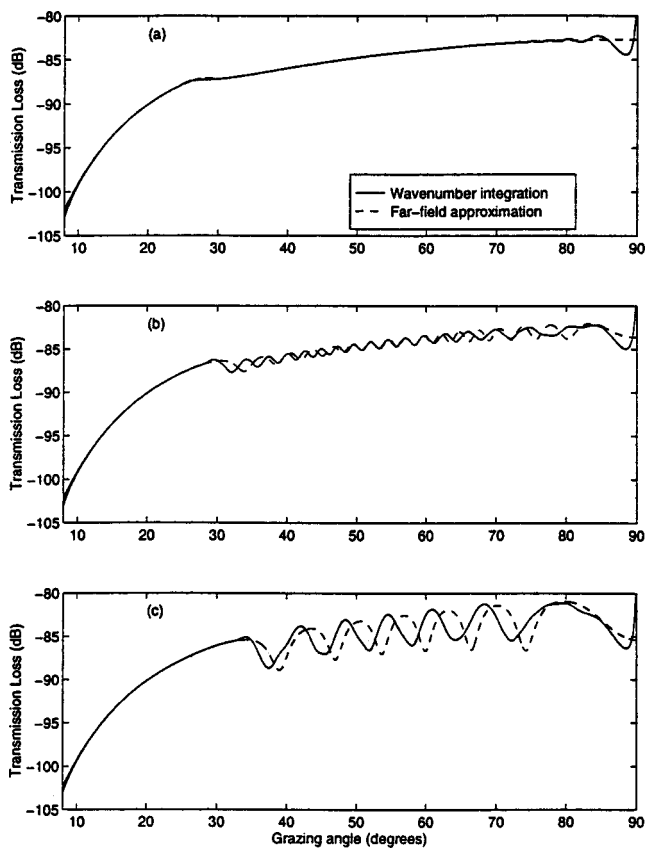 (a)
Transmission Loss (dB)
−80
−85
−90
−95
−100
−105
10 20 30 40 50 60 70 80 90
Wavenumber integration
Far−field approximation
(b)
Transmission Loss (dB)
−80
−85
−90
−95
−100
−105
10 20 30 40 50 60 70 80 90
(c)
Transmission Loss (dB)
−80
−85
−90
−95
−100
−105
10 20 30 40 50 60 70 80 90
Grazing angle (degrees)